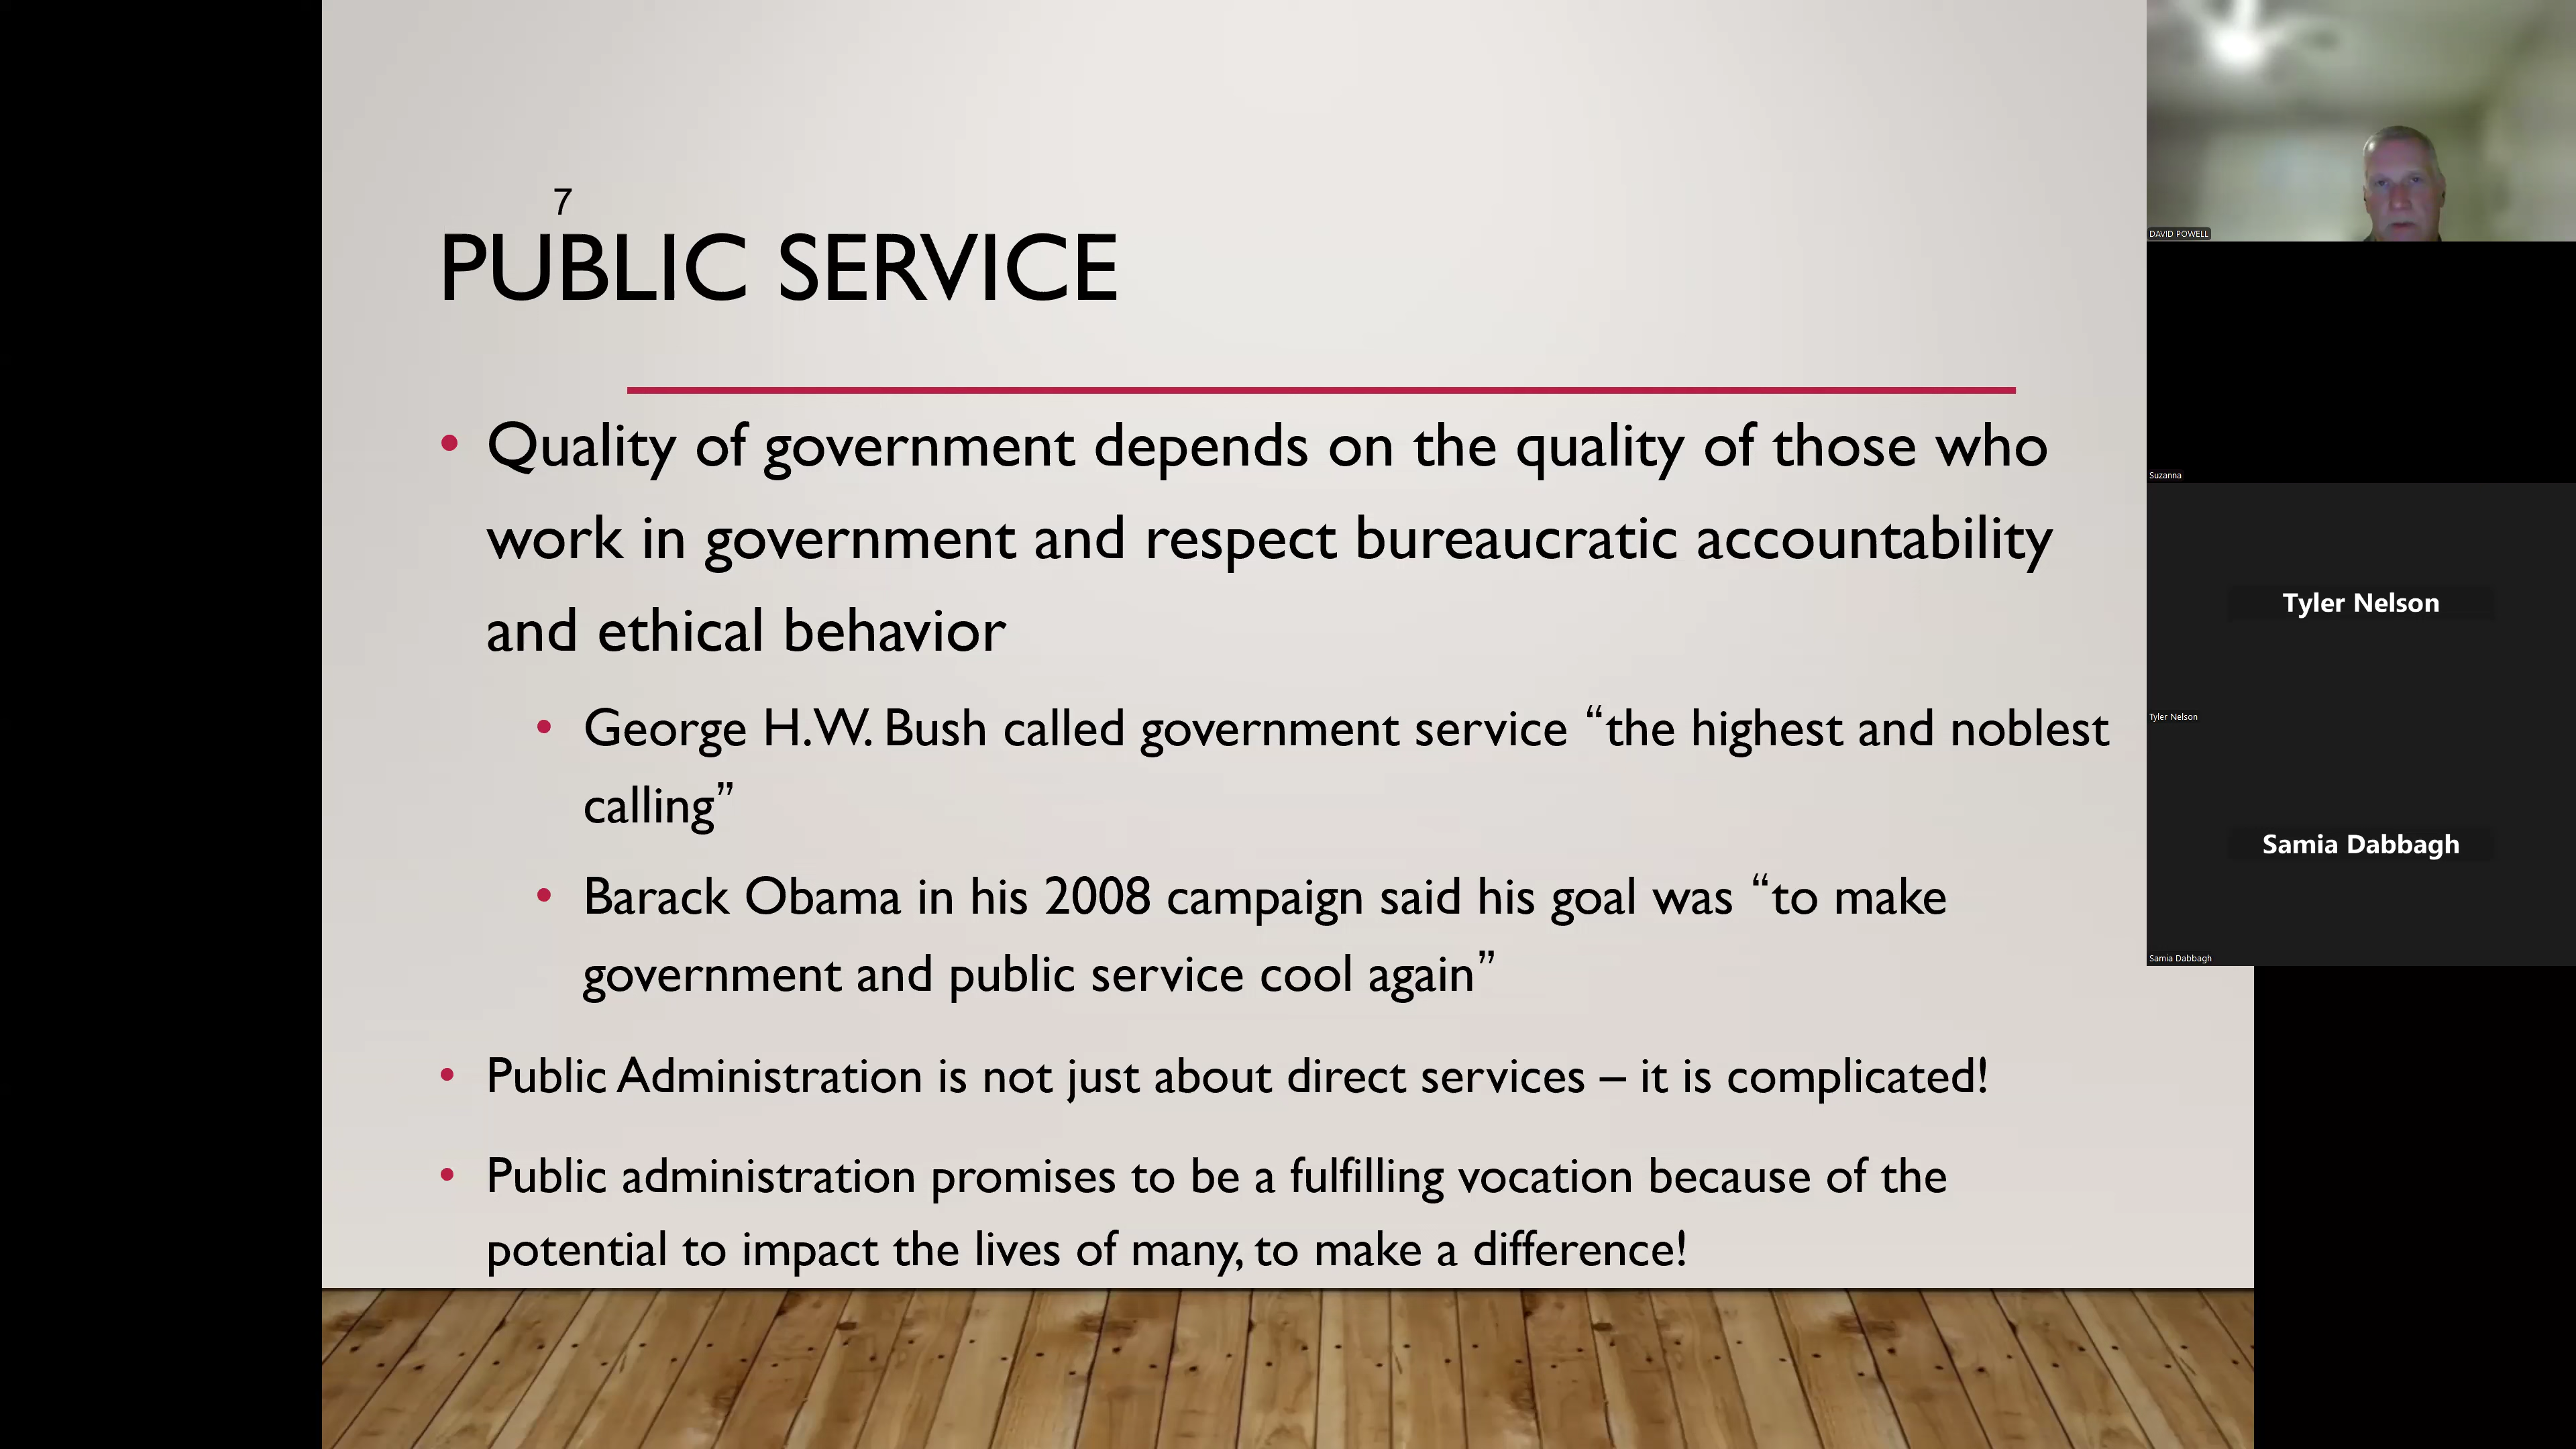 7
PUBLIC SERVICE
• Quality of government depends on the quality of those who
work in government and respect bureaucratic accountability
and ethical behavior
• George H.W. Bush called government service “the highest and noblest
calling”
• Barack Obama in his 2008 campaign said his goal was “to make
government and public service cool again”
• Public Administration is not just about direct services – it is complicated!
• Public administration promises to be a fulfilling vocation because of the
potential to impact the lives of many, to make a difference!
DAVID POWELL
Suzanna
Tyler Nelson
Tyler Nelson
Samia Dabbagh
Samia Dabbagh